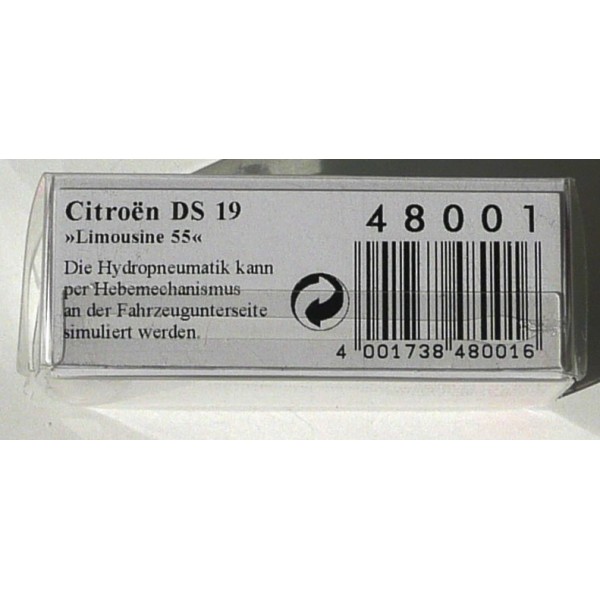 Citroën DS 19
»Limousine 55«
Die Hydropneumatik kann
per Hebemechanismus
an der Fahrzeugunterseite
simuliert werden.
48001
4 001738 480016